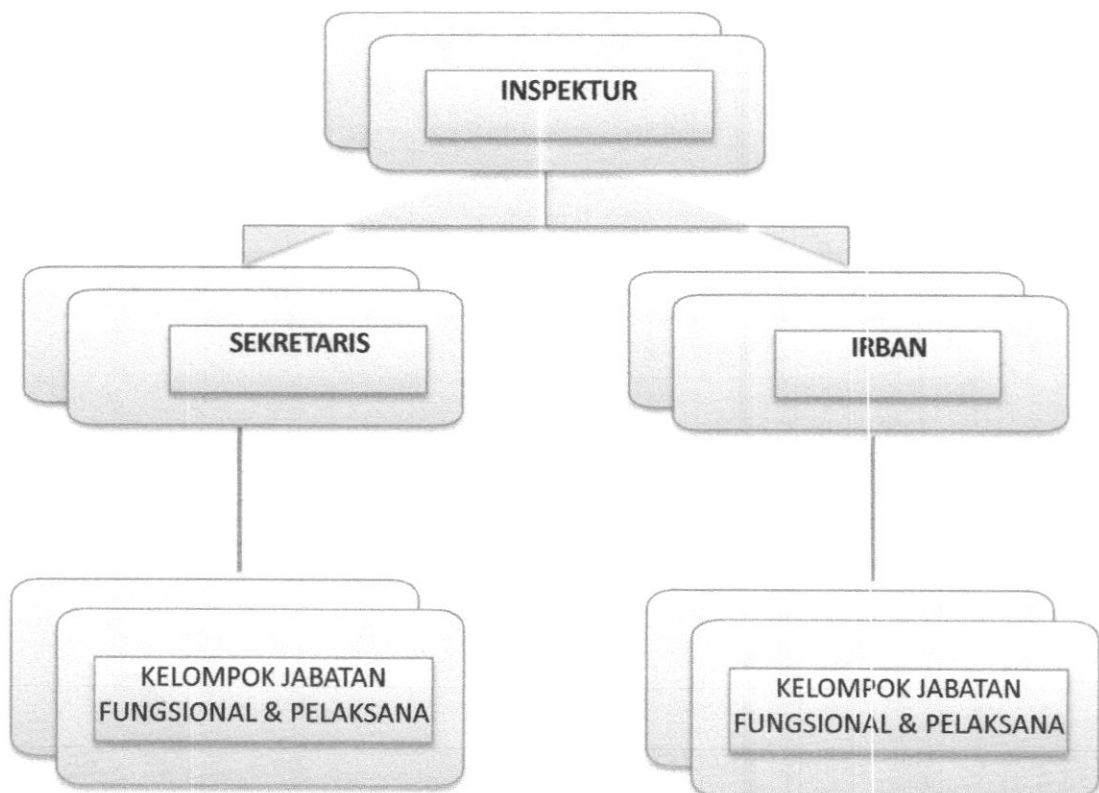 INSPEKTUR
SEKRETARIS
IRBAN
KELOMPOK JABATAN
FUNGSIONAL & PELAKSANA
KELOMPOK JABATAN
FUNGSIONAL & PELAKSANA